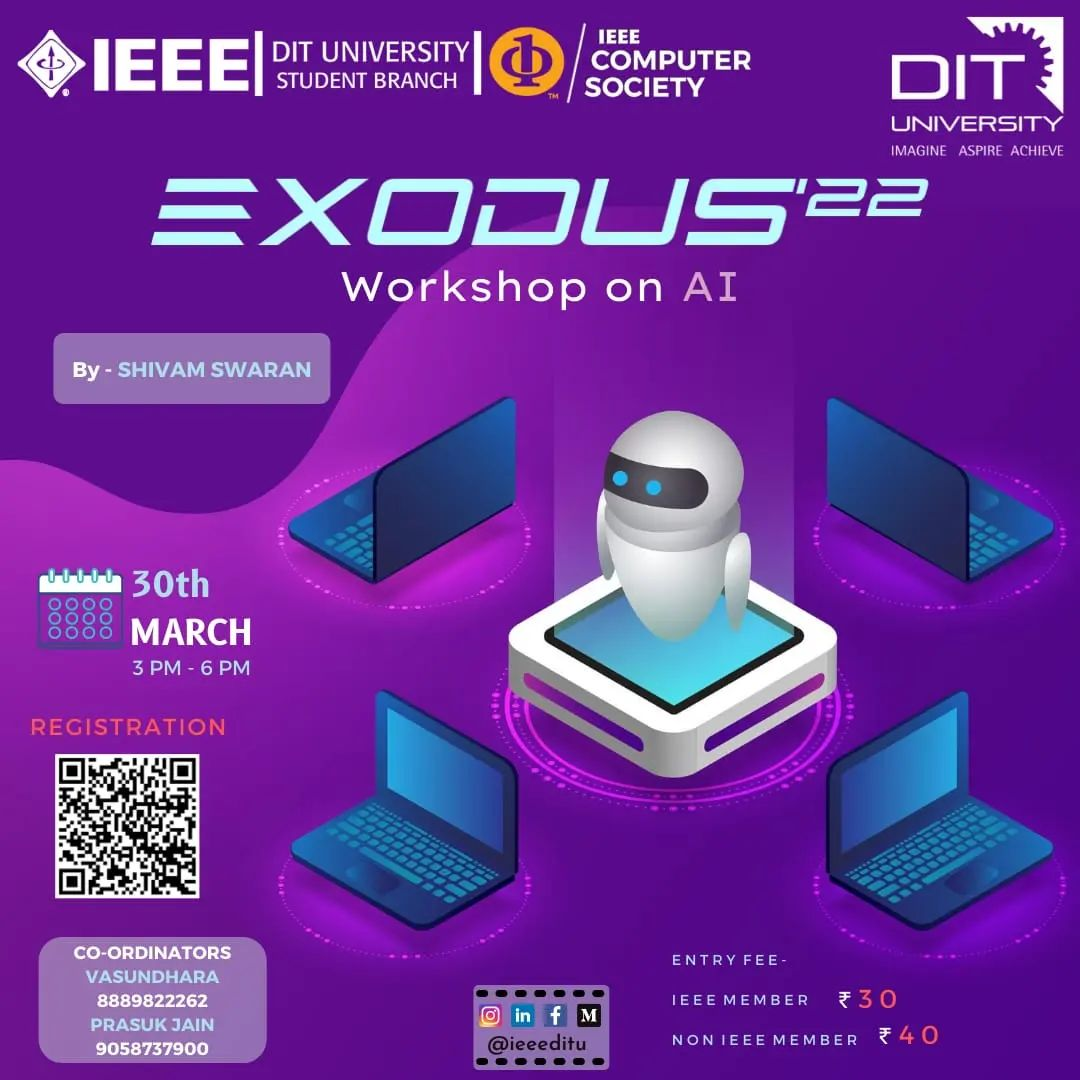 IEEE
DIT UNIVERSITY
STUDENT BRANCH
IEEE
COMPUTER
SOCIETY
DIT
UNIVERSITY
IMAGINE ASPIRE ACHIEVE
EXODUS'22
Workshop on AI
By - SHIVAM SWARAN
30th
MARCH
3 PM - 6 PM
REGISTRATION
CO-ORDINATORS
VASUNDHARA
8889822262
PRASUK JAIN
9058737900
@ieeeditu
ENTRY FEE-
IEEE MEMBER ₹ 30
NON IEEE MEMBER ₹ 40